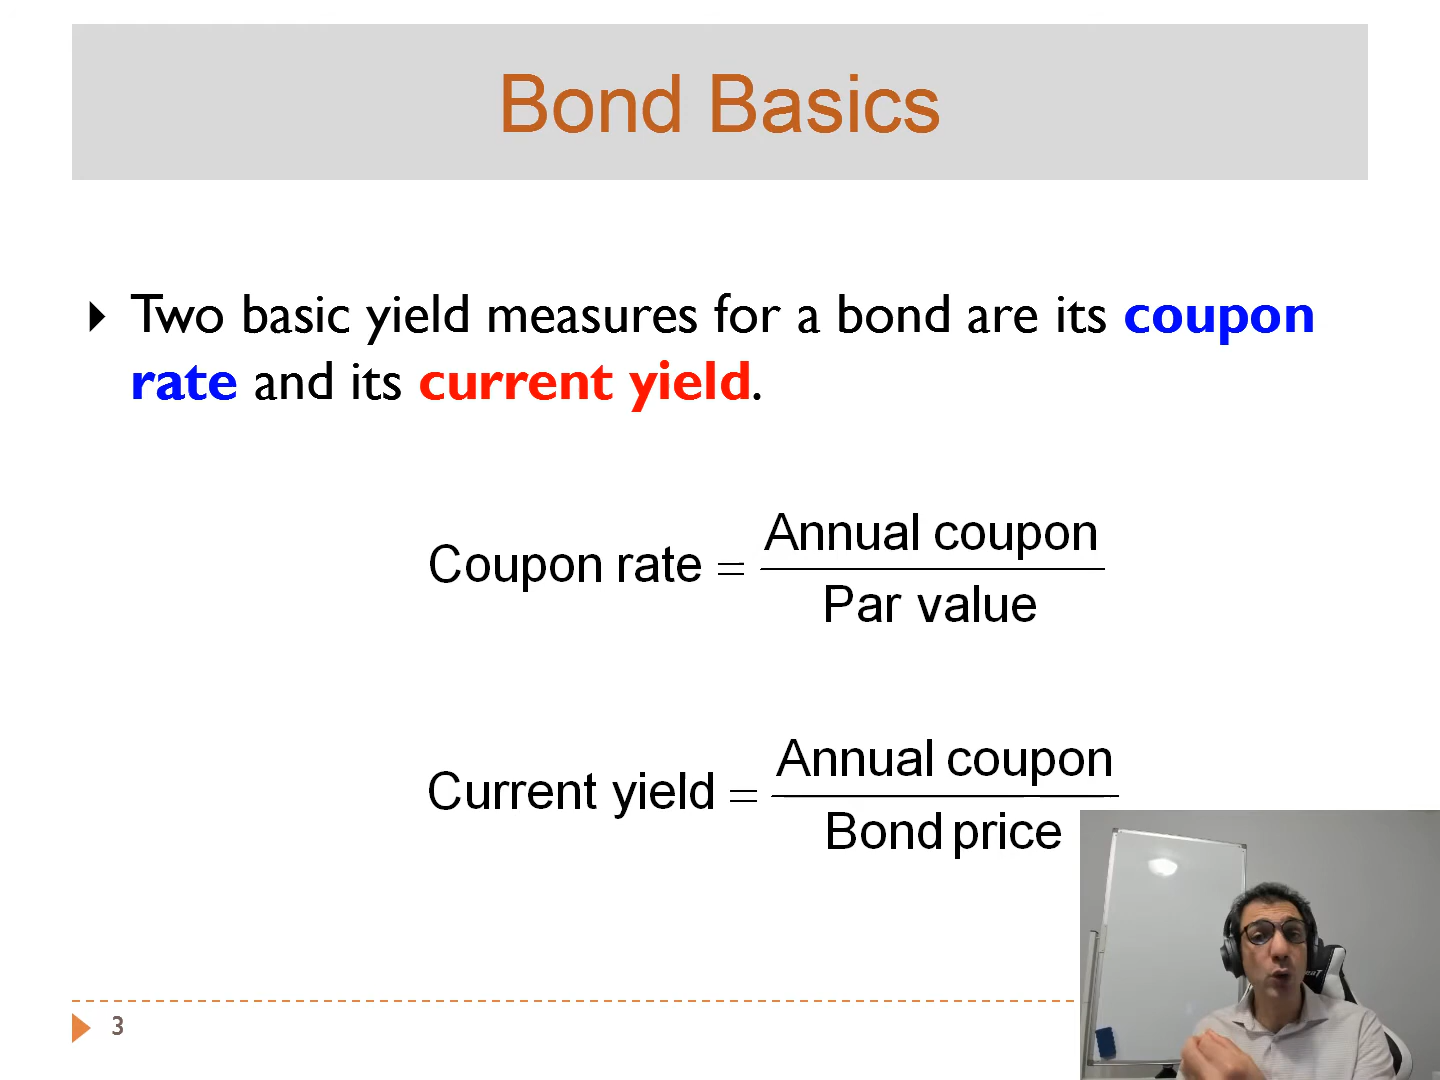 Bond Basics
Two basic yield measures for a bond are its coupon
rate and its current yield.
Coupon rate = Annual coupon
Par value
Current yield = Annual coupon
Bond price
3